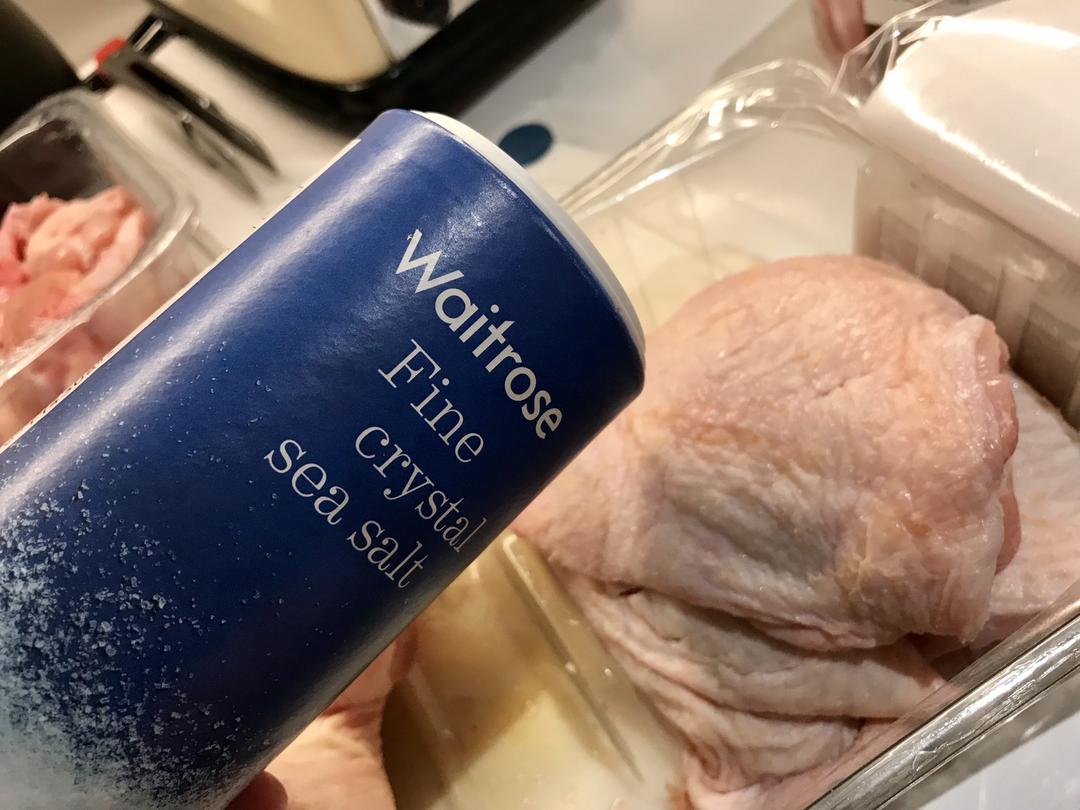 Waitrose
Fine
crystal
sea salt